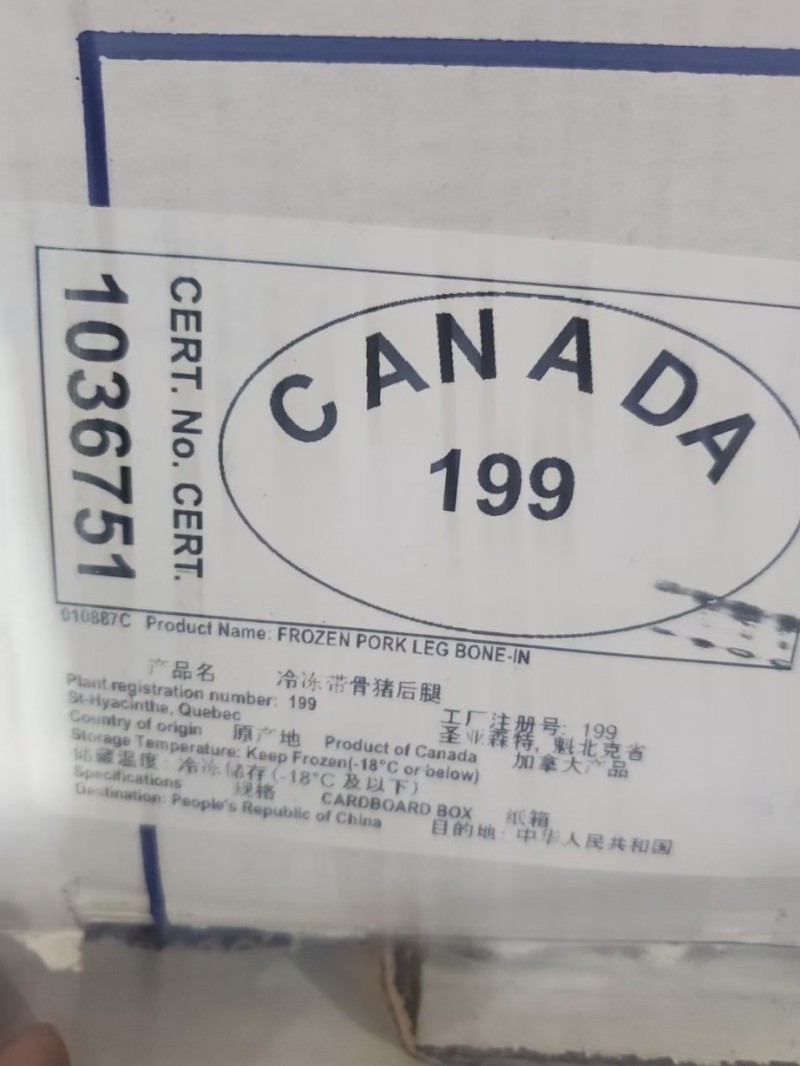 1036751
CERT. No. CERT.
CANADA
199
010887C Product Name: FROZEN PORK LEG BONE-IN
产品名 冷冻带骨猪后腿
Plant registration number: 199 工厂注册号: 199
St-Hyacinthe, Quebec 圣亚森特, 魁北克省
Country of origin 原产地 Product of Canada 加拿大产品
Storage Temperature: Keep Frozen(-18°C or below)
储藏温度: 冷冻储存(-18°C 及以下)
Specifications 规格 CARDBOARD BOX 纸箱
Destination: People's Republic of China 目的地: 中华人民共和国